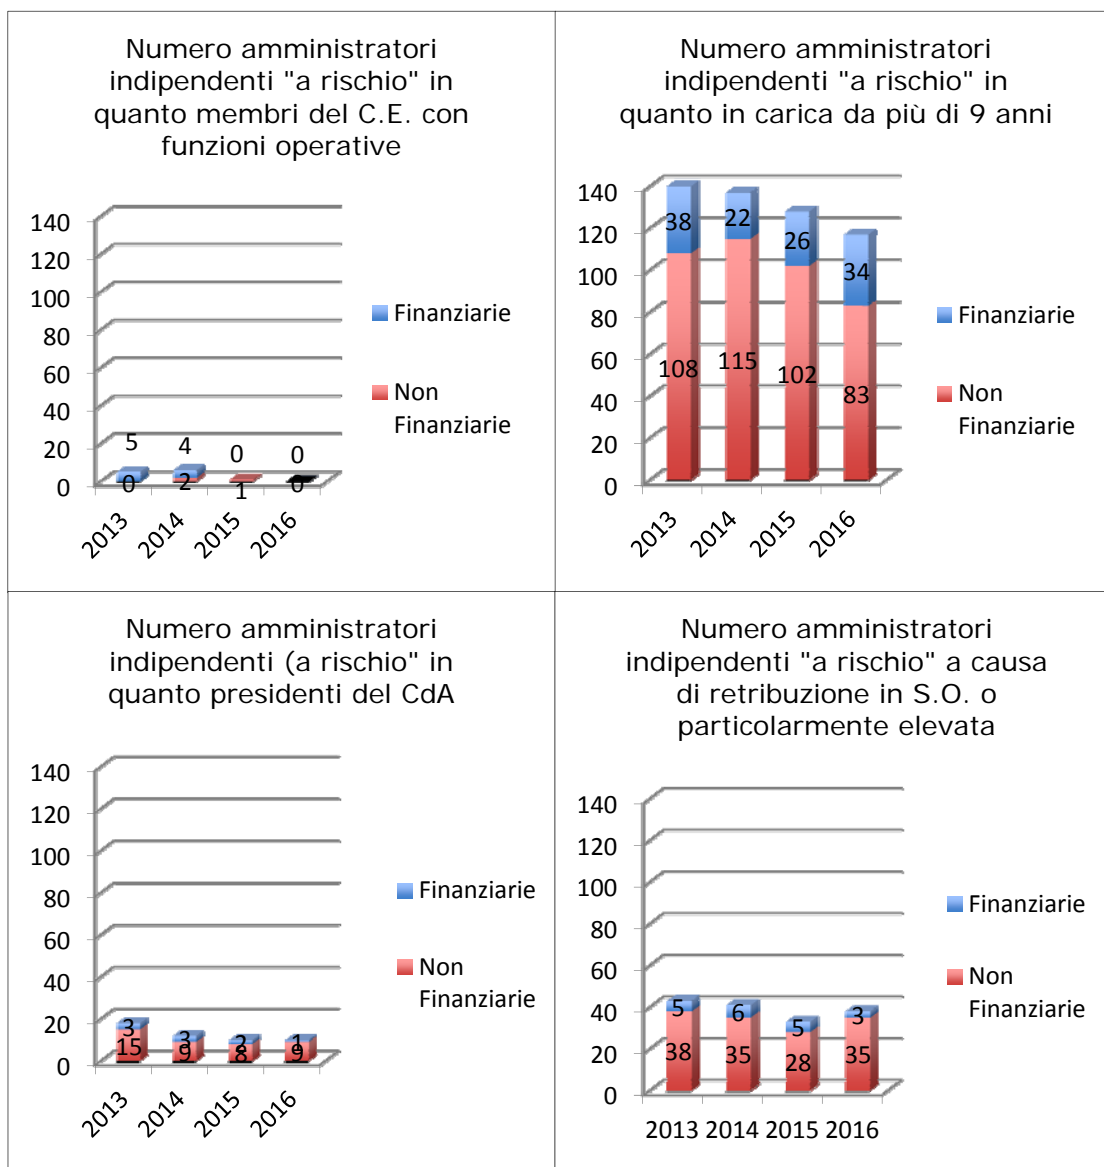 Numero amministratori
indipendenti "a rischio" in
quanto membri del C.E. con
funzioni operative
140
120
100
80
60
40
20
0
5
4
0
0
0
2
1
0
2013
2014
2015
2016
Finanziarie
Non
Finanziarie
Numero amministratori
indipendenti "a rischio" in
quanto in carica da più di 9 anni
140
120
100
80
60
40
20
0
38
22
26
34
108
115
102
83
2013
2014
2015
2016
Finanziarie
Non
Finanziarie
Numero amministratori
indipendenti (a rischio" in
quanto presidenti del CdA
140
120
100
80
60
40
20
0
3
3
2
1
15
9
8
9
2013
2014
2015
2016
Finanziarie
Non
Finanziarie
Numero amministratori
indipendenti "a rischio" a causa
di retribuzione in S.O. o
particolarmente elevata
140
120
100
80
60
40
20
0
5
6
5
3
38
35
28
35
2013 2014 2015 2016
Finanziarie
Non
Finanziarie